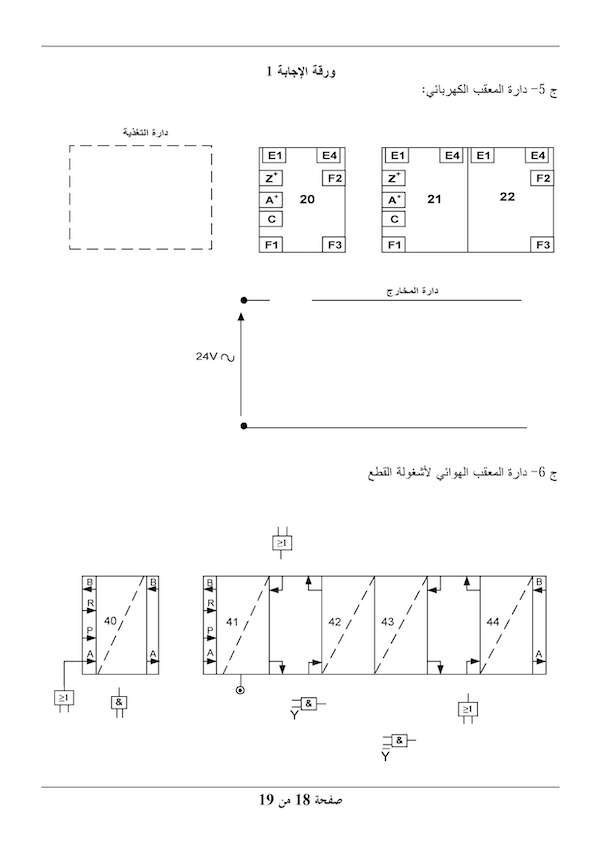 ورقة الإجابة 1
ج 5- دارة المعقب الكهربائي:
دارة التغذية
E1 E4 E1 E4 E1 E4
Z+ F2 Z+ F2
A+ 20 A+ 21 22
C C
F1 F3 F1 F3
دارة المخارج
24V
ج 6- دارة المعقب الهوائي لأشغولة القطع
≥1
B B B B
R R
40 41 42 43 44
P P
A A A A
≥1 & & ≥1
Y
&
Y
صفحة 18 من 19